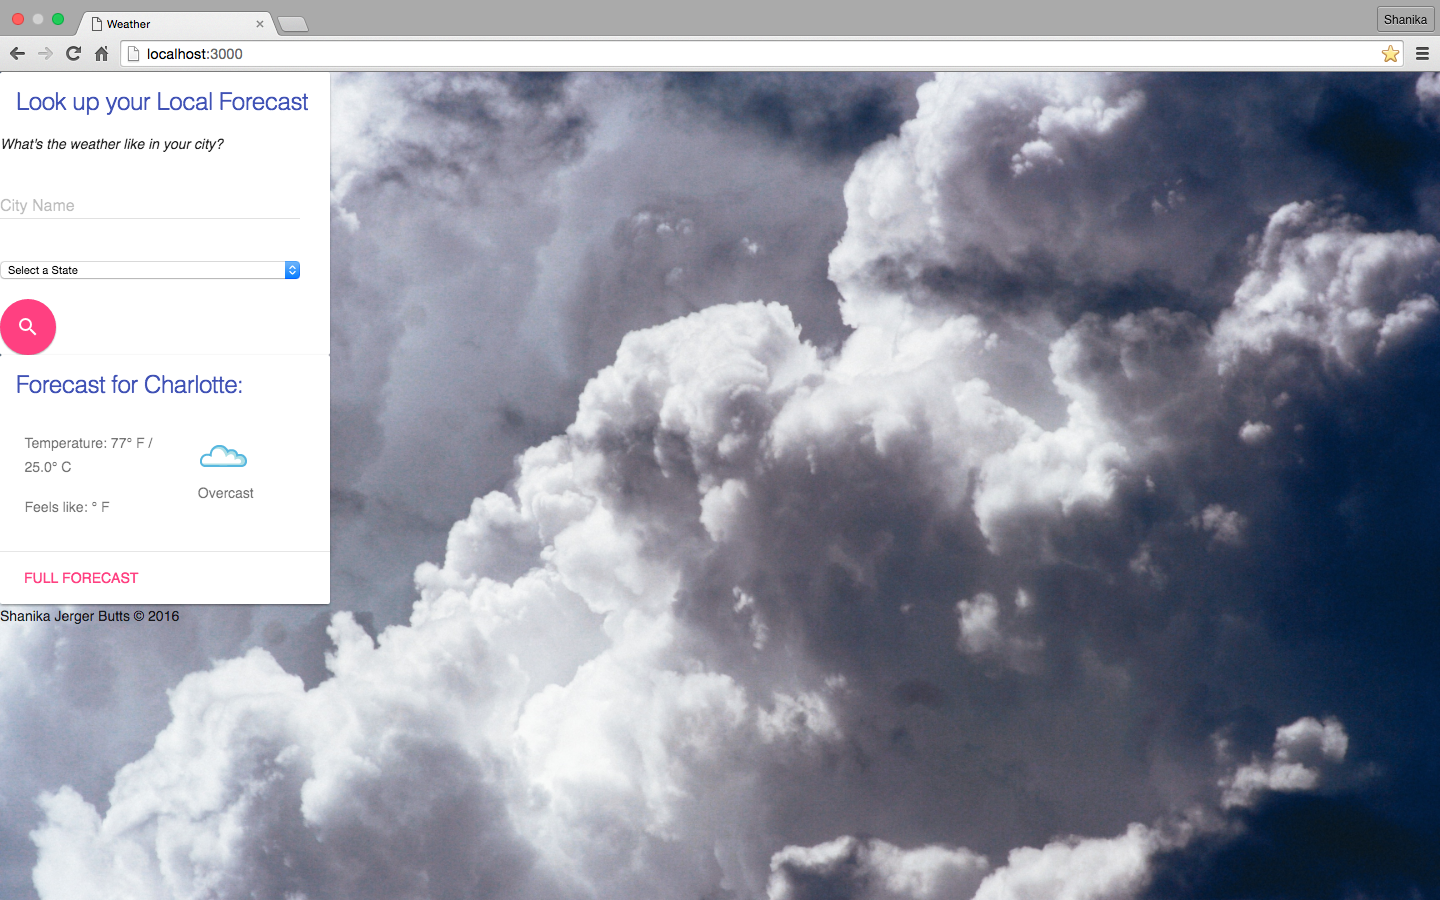 Weather
Shanika
localhost:3000
Look up your Local Forecast
What's the weather like in your city?
City Name
Select a State
Forecast for Charlotte:
Temperature: 77° F /
25.0° C
Overcast
Feels like: ° F
FULL FORECAST
Shanika Jerger Butts © 2016